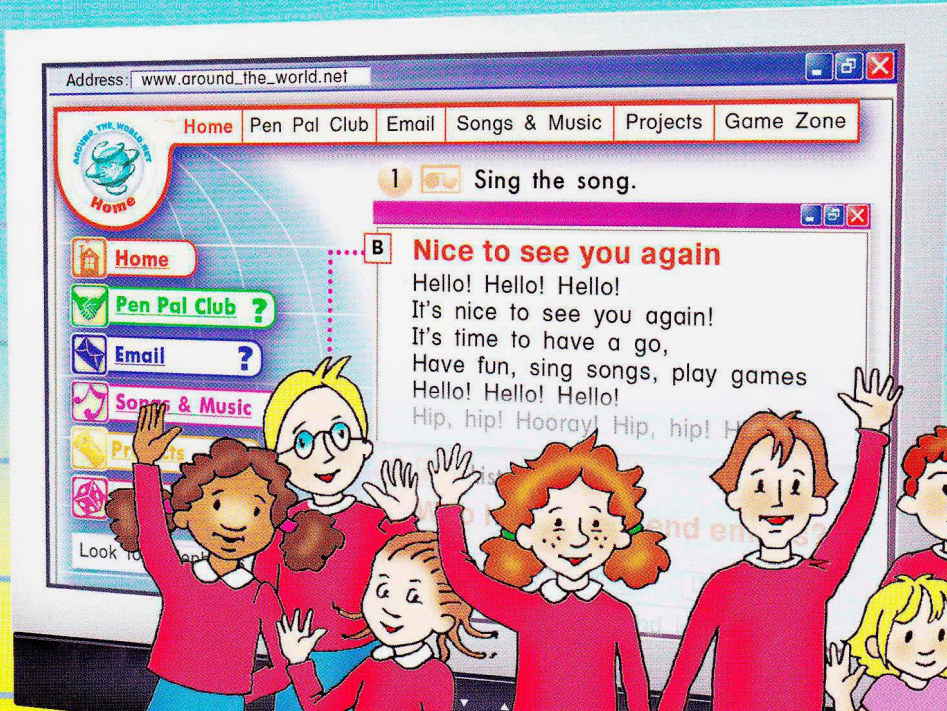 Address: www.around_the_world.net
AROUND_THE_WORLD.NET
Home
Home Pen Pal Club Email Songs & Music Projects Game Zone
1 Sing the song.
B Nice to see you again
Hello! Hello! Hello!
It's nice to see you again!
It's time to have a go,
Have fun, sing songs, play games
Hello! Hello! Hello!
Hip, hip! Hooray! Hip, hip! H
Home
Pen Pal Club ?
Email ?
Songs & Music
Projects
Look